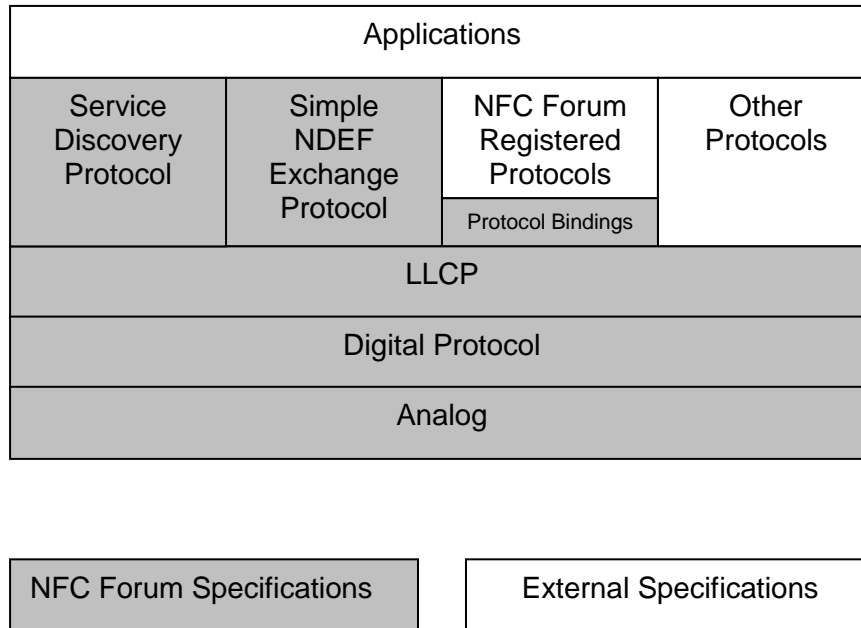 Applications
Service
Discovery
Protocol
Simple
NDEF
Exchange
Protocol
NFC Forum
Registered
Protocols
Protocol Bindings
Other
Protocols
LLCP
Digital Protocol
Analog
NFC Forum Specifications
External Specifications